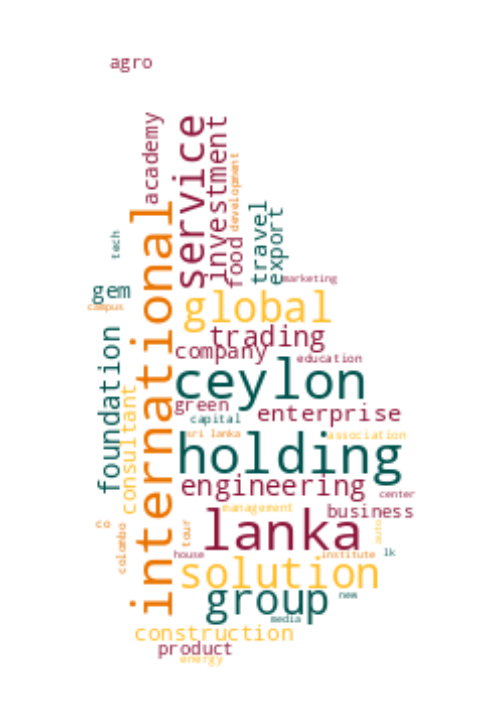 agro
academy
service
investment
development
international
food
travel
export
tech
marketing
gem
campus
global
foundation
trading
company
education
ceylon
consultant
green
enterprise
capital
sri lanka
association
holding
engineering
center
management
business
lanka
co
colombo
tour
auto
house
institute
lk
solution
group
new
media
construction
product
energy